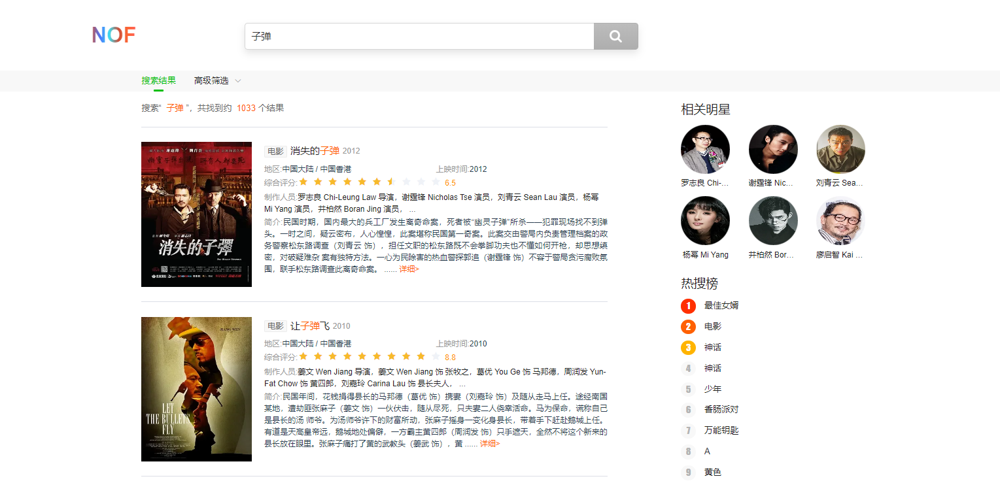 NOF
子弹
搜索结果 高级筛选
搜索“ 子弹 ”，共找到约 1033 个结果
电影 消失的子弹 2012
地区:中国大陆 / 中国香港 上映时间:2012
综合评分: 6.5
制作人员:罗志良 Chi-Leung Law 导演，谢霆锋 Nicholas Tse 演员，刘青云 Sean Lau 演员，杨幂
Mi Yang 演员，井柏然 Boran Jing 演员， ...
简介:民国时期，国内最大的兵工厂发生离奇命案，死者被“幽灵子弹”所杀——犯罪现场找不到弹
头。一时之间，疑云密布，人心惶惶，此案堪称民国第一奇案。此案交由警局内负责管理档案的政
务警察松东路调查（刘青云 饰），担任文职的松东路既不会拳脚功夫也不懂如何开枪，却思想缜
密，对破疑难杂 案有独特方法。一心为民除害的热血警探郭追（谢霆锋 饰）不容于警局贪污腐败氛
围，联手松东路调查此离奇命案。 ...... 详细>
消失的子彈
电影 让子弹飞 2010
地区:中国大陆 / 中国香港 上映时间:2010
综合评分: 8.8
制作人员:姜文 Wen Jiang 导演，姜文 Wen Jiang 饰 张牧之，葛优 You Ge 饰 马邦德，周润发 Yun-
Fat Chow 饰 黄四郎，刘嘉玲 Carina Lau 饰 县长夫人， ...
简介:民国年间，花钱捐得县长的马邦德（葛优 饰）携妻（刘嘉玲 饰）及随从走马上任。途经南国
某地，遭劫匪张麻子（姜文 饰）一伙伏击，随从尽死，只夫妻二人侥幸活命。马为保命，谎称自己
是县长的汤 师爷。为汤师爷许下的财富所动，张麻子摇身一变化身县长，带着手下赶赴鹅城上任。
有道是天高皇帝远，鹅城地处偏僻，一方霸主黄四郎（周润发 饰）只手遮天，全然不将这个新来的
县长放在眼里。张麻子痛打了黄的武教头（姜武 饰），黄 ...... 详细>
JIANG WEN
LET
THE BULLETS
FLY
相关明星
罗志良 Chi-... 谢霆锋 Nic... 刘青云 Sea...
杨幂 Mi Yang 井柏然 Bor... 廖启智 Kai ...
热搜榜
1 最佳女婿
2 电影
3 神话
4 神话
5 少年
6 香肠派对
7 万能钥匙
8 A
9 黄色